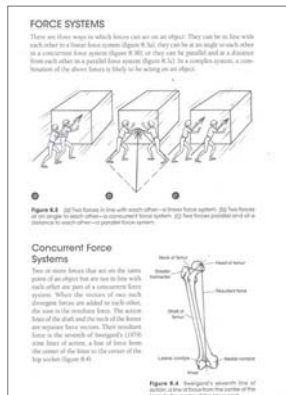 FORCE SYSTEMS
There are three ways in which forces can act on an object: They can be in line with
each other in a linear force system (figure 8.3a), they can be at an angle to each other
in a concurrent force system (figure 8.3b), or they can be parallel and at a distance
from each other in a parallel force system (figure 8.3c). In a complex system, a com-
bination of the above forces is likely to be acting on an object.
a b c
Figure 8.3 (a) Two forces in line with each other—a linear force system. (b) Two forces
at an angle to each other—a concurrent force system. (c) Two forces parallel and at a
distance to each other—a parallel force system.
Concurrent Force
Systems
Two or more forces that act on the same
point of an object but are not in line with
each other are part of a concurrent force
system. When the vectors of two such
divergent forces are added to each other,
the sum is the resultant force. The action
lines of the shaft and the neck of the femur
are separate force vectors. Their resultant
force is the seventh of Sweigard's (1974)
nine lines of action, a line of force from
the center of the knee to the center of the
hip socket (figure 8.4).
Neck of femur
Head of femur
Greater
trochanter
Resultant force
Shaft of
femur
Lateral condyle
Medial condyle
Knee
Figure 8.4 Sweigard's seventh line of
action, a line of force from the center of the